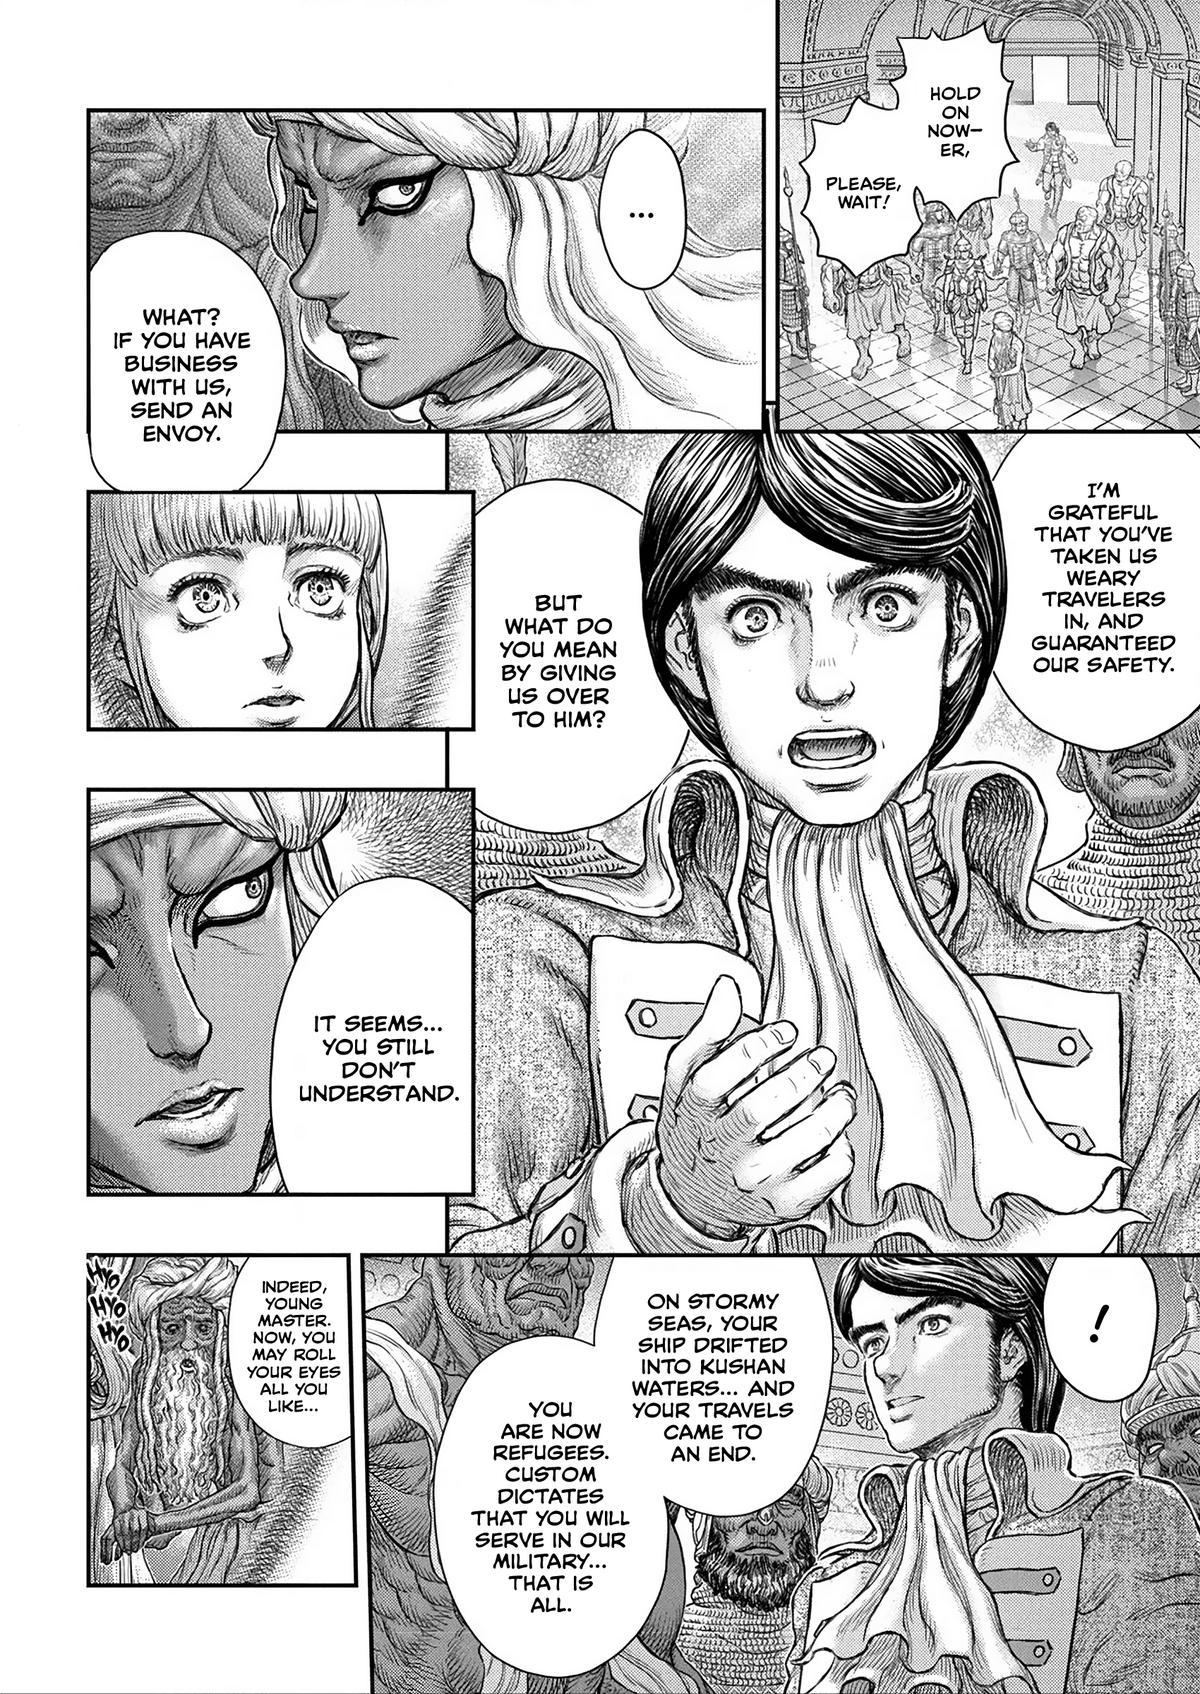 HOLD
ON
NOW—
ER,
PLEASE,
WAIT!
...
WHAT?
IF YOU HAVE
BUSINESS
WITH US,
SEND AN
ENVOY.
I'M
GRATEFUL
THAT YOU'VE
TAKEN US
WEARY
TRAVELERS
IN, AND
GUARANTEED
OUR SAFETY.
BUT
WHAT DO
YOU MEAN
BY GIVING
US OVER
TO HIM?
IT SEEMS...
YOU STILL
DON'T
UNDERSTAND.
!
ON STORMY
SEAS, YOUR
SHIP DRIFTED
INTO KUSHAN
WATERS... AND
YOUR TRAVELS
CAME TO
AN END.
YOU
ARE NOW
REFUGEES.
CUSTOM
DICTATES
THAT YOU WILL
SERVE IN OUR
MILITARY...
THAT IS
ALL.
INDEED,
YOUNG
MASTER.
NOW, YOU
MAY ROLL
YOUR EYES
ALL YOU
LIKE...
HYO
HYO
HYO